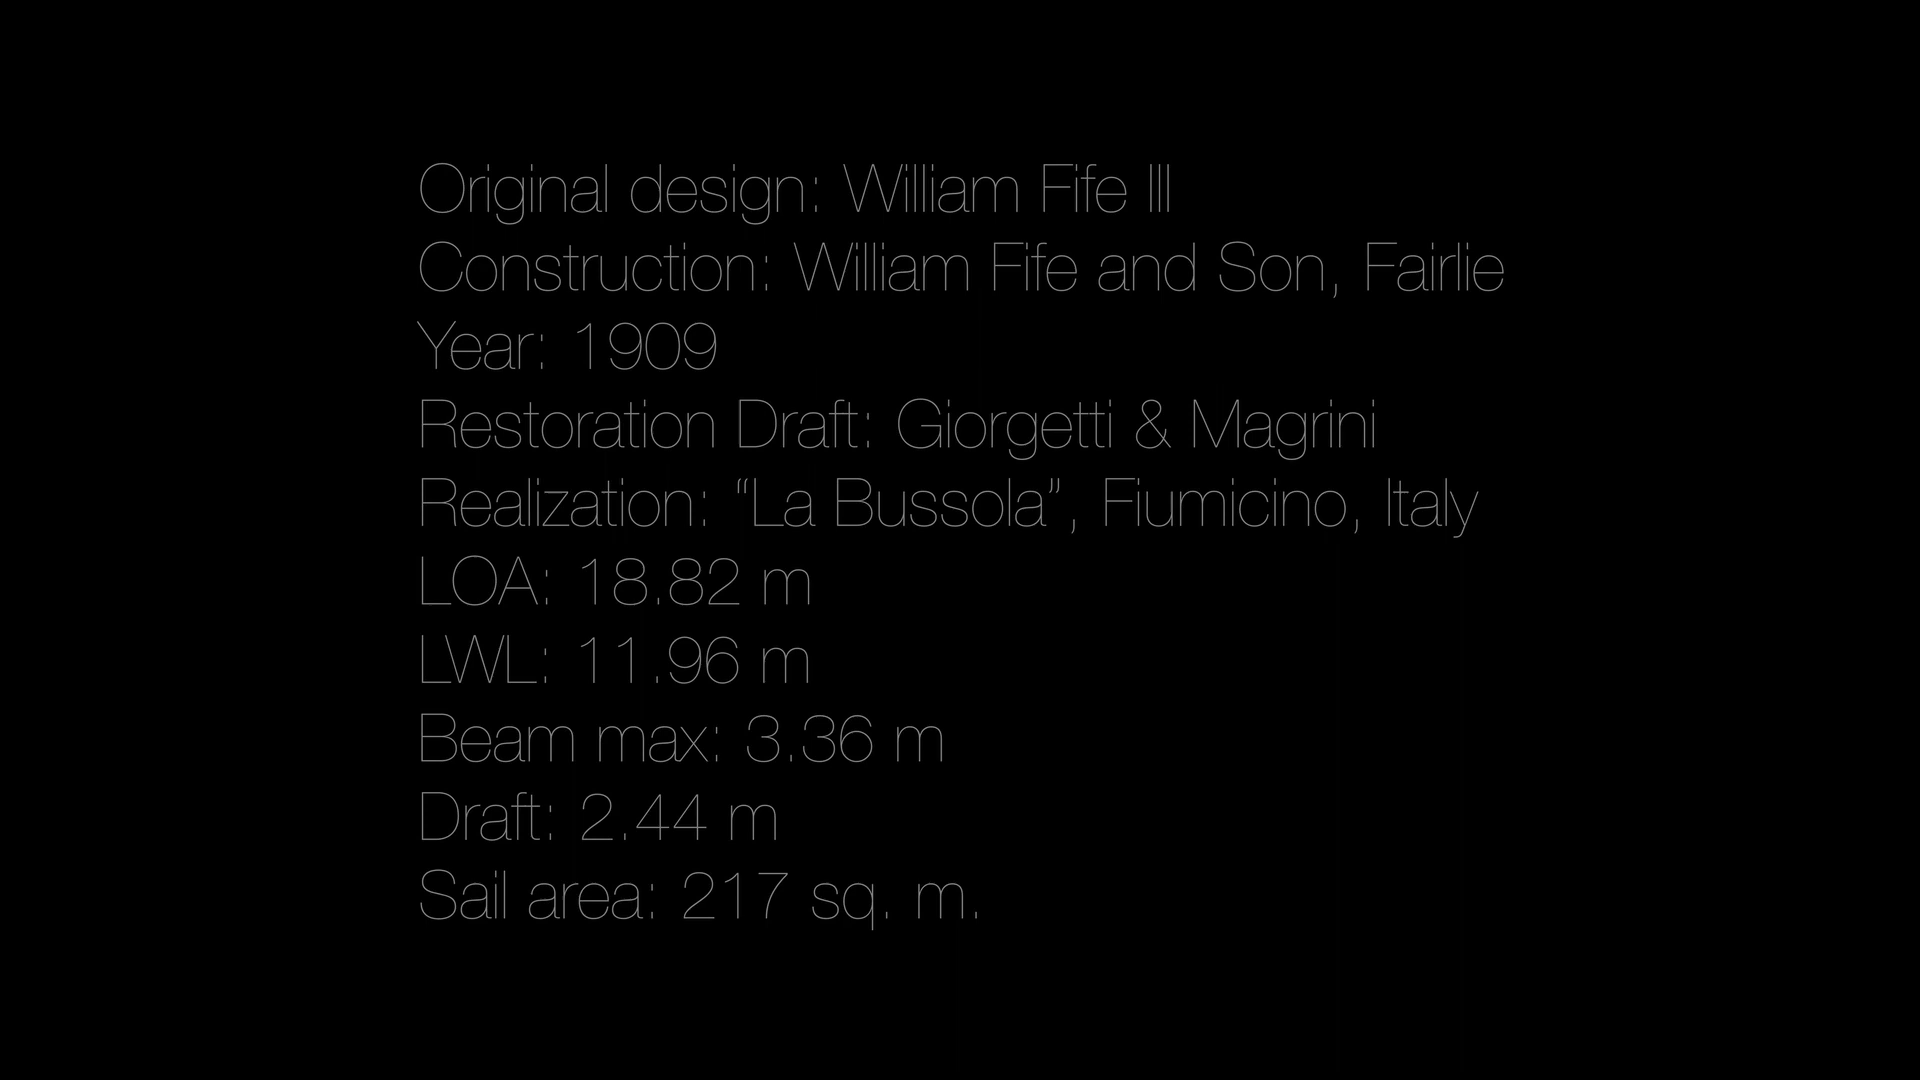 Original design: William Fife III
Construction: William Fife and Son, Fairlie
Year: 1909
Restoration Draft: Giorgetti & Magrini
Realization: “La Bussola”, Fiumicino, Italy
LOA: 18.82 m
LWL: 11.96 m
Beam max: 3.36 m
Draft: 2.44 m
Sail area: 217 sq. m.